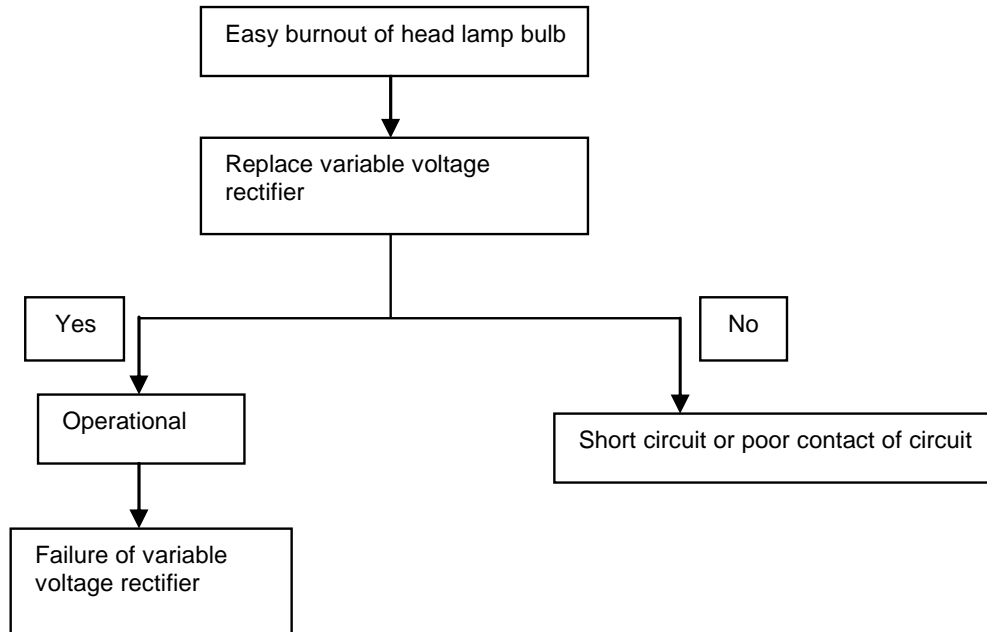 Easy burnout of head lamp bulb
Replace variable voltage
rectifier
Yes
No
Operational
Short circuit or poor contact of circuit
Failure of variable
voltage rectifier